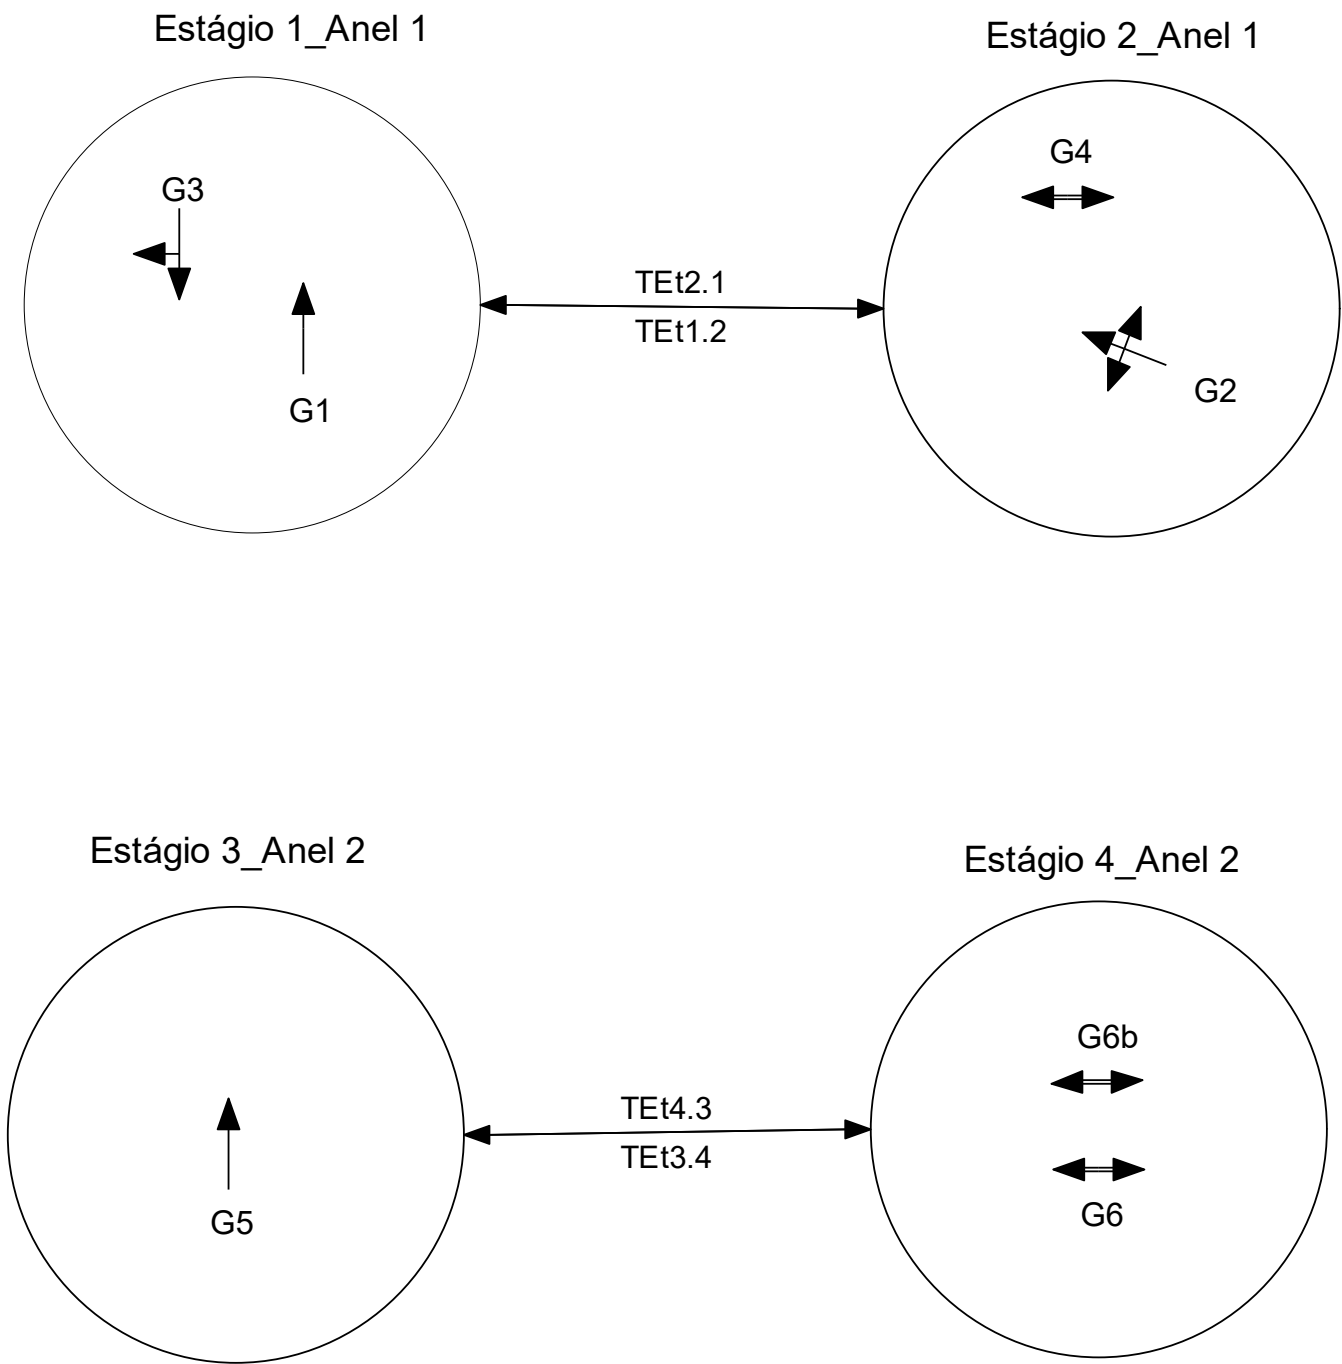 Estágio 1_Anel 1
Estágio 2_Anel 1
G3
G1
TEt2.1
TEt1.2
G4
G2
Estágio 3_Anel 2
Estágio 4_Anel 2
G5
TEt4.3
TEt3.4
G6b
G6